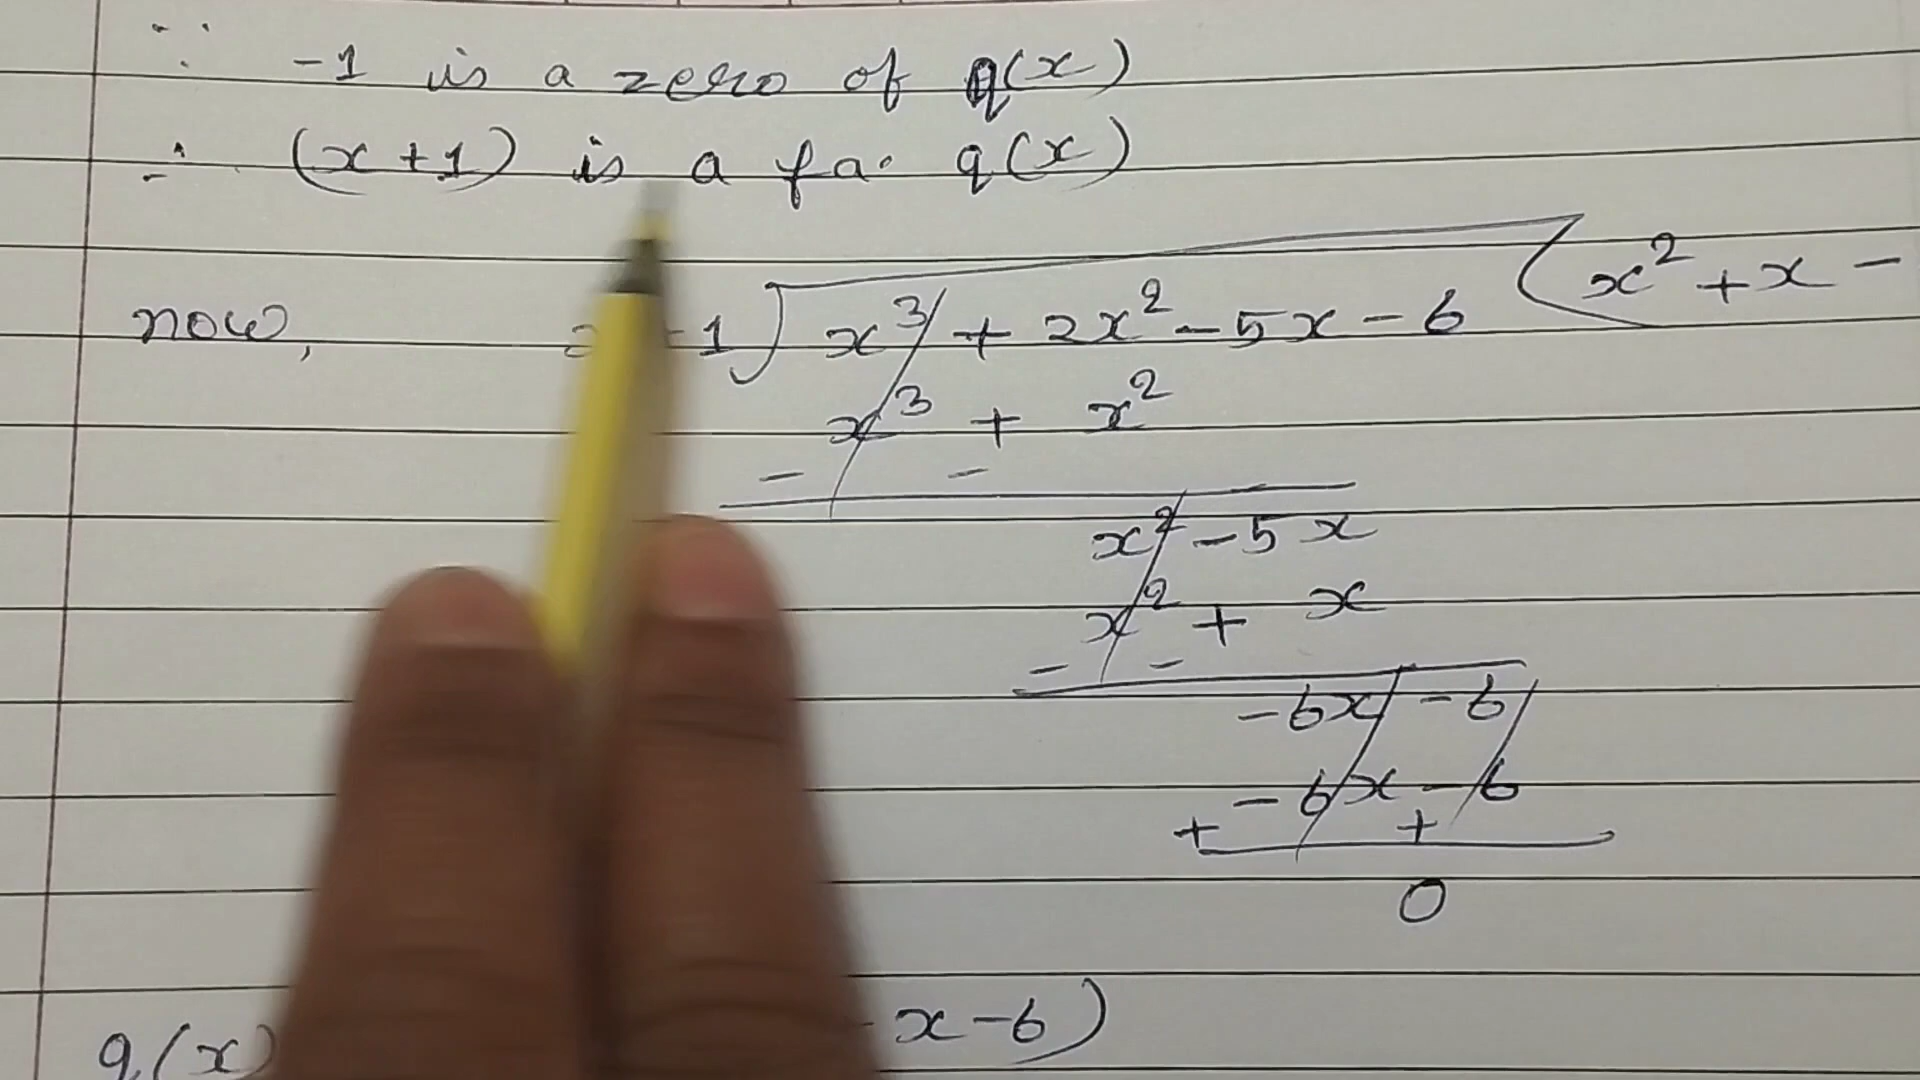 ∵ -1 is a zero of q(x)
∴ (x+1) is a fa. q(x)
now, -1) x³ + 2x² - 5x - 6 ( x² + x -
x³ + x²
- -
x² - 5x
x² + x
- -
-6x - 6
-6x - 6
+ +
0
q(x) x - 6)